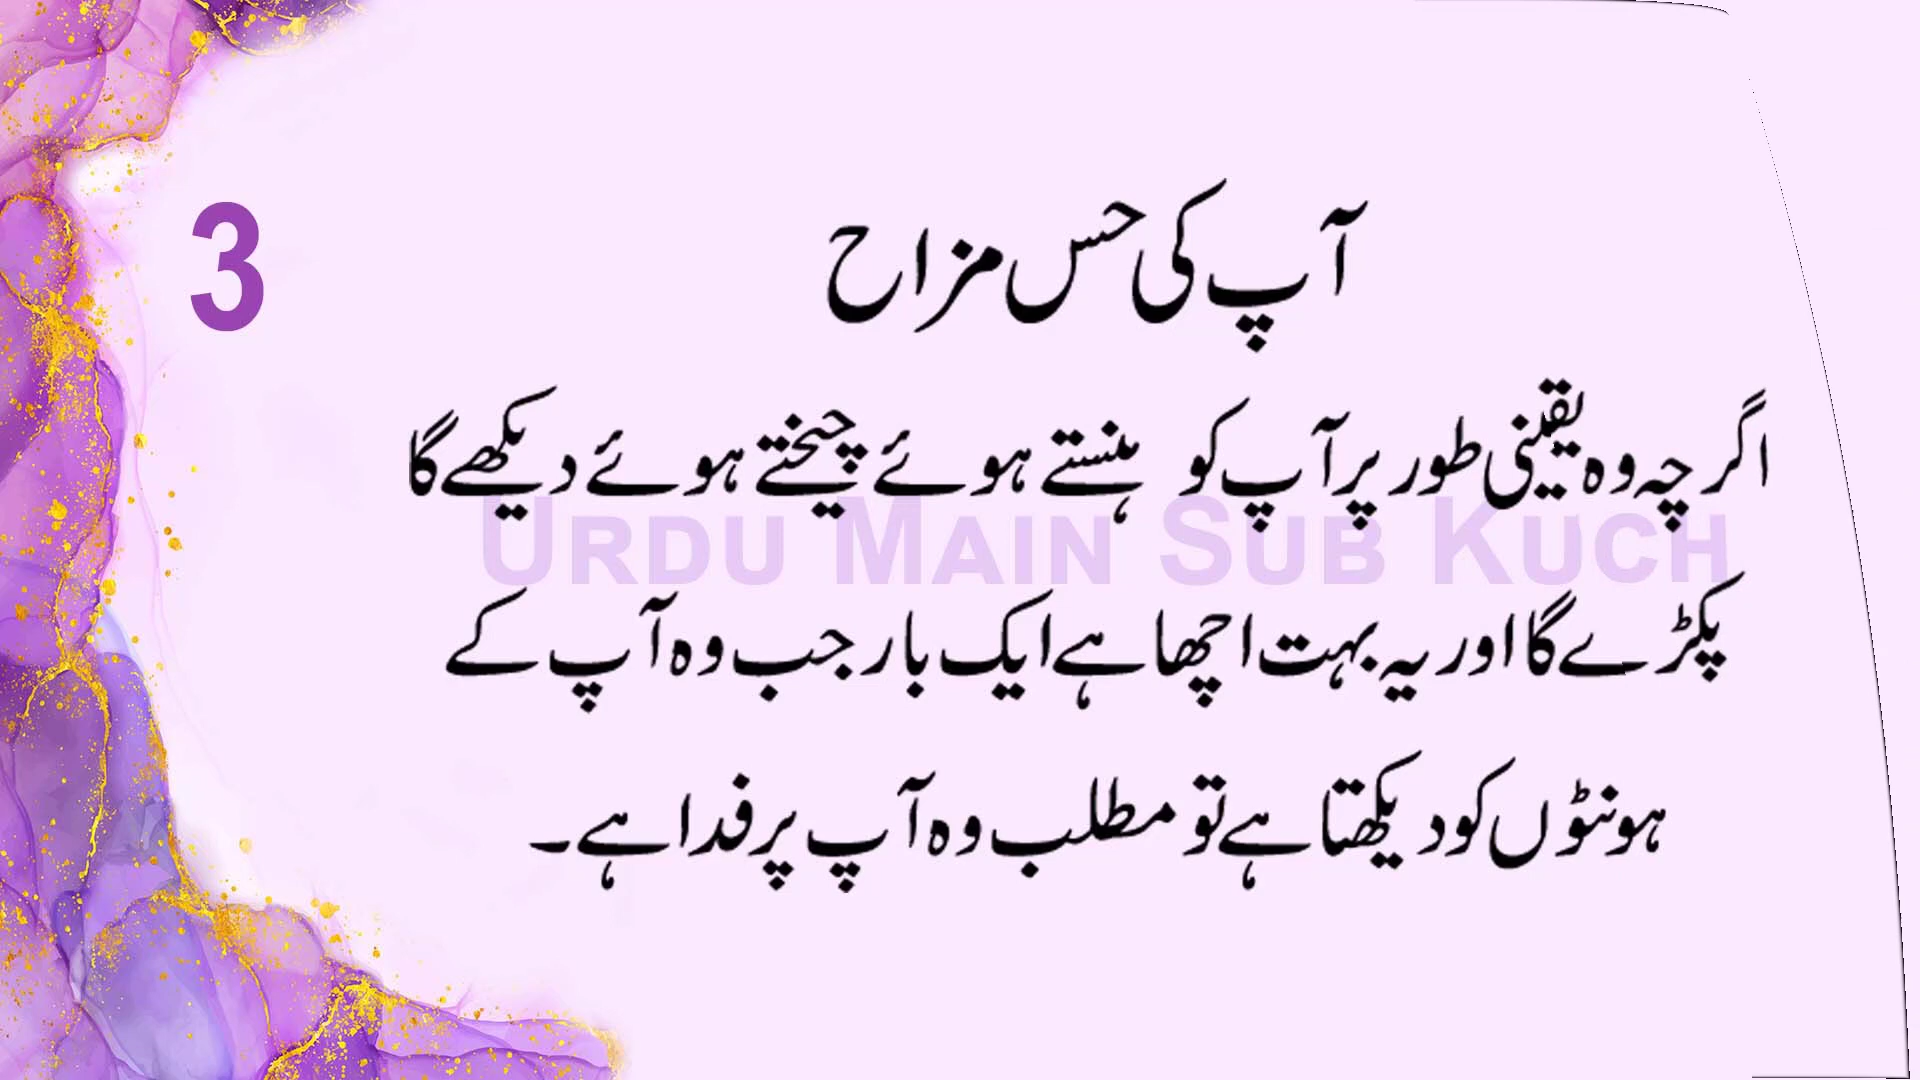 3
آپ کی حس مزاح
اگرچہ وہ یقینی طور پر آپ کو ہنستے ہوئے چیختے ہوئے دیکھے گا
پکڑے گا اور یہ بہت اچھا ہے ایک بار جب وہ آپ کے
ہونٹوں کو دیکھتا ہے تو مطلب وہ آپ پر فدا ہے۔
URDU MAIN SUB KUCH